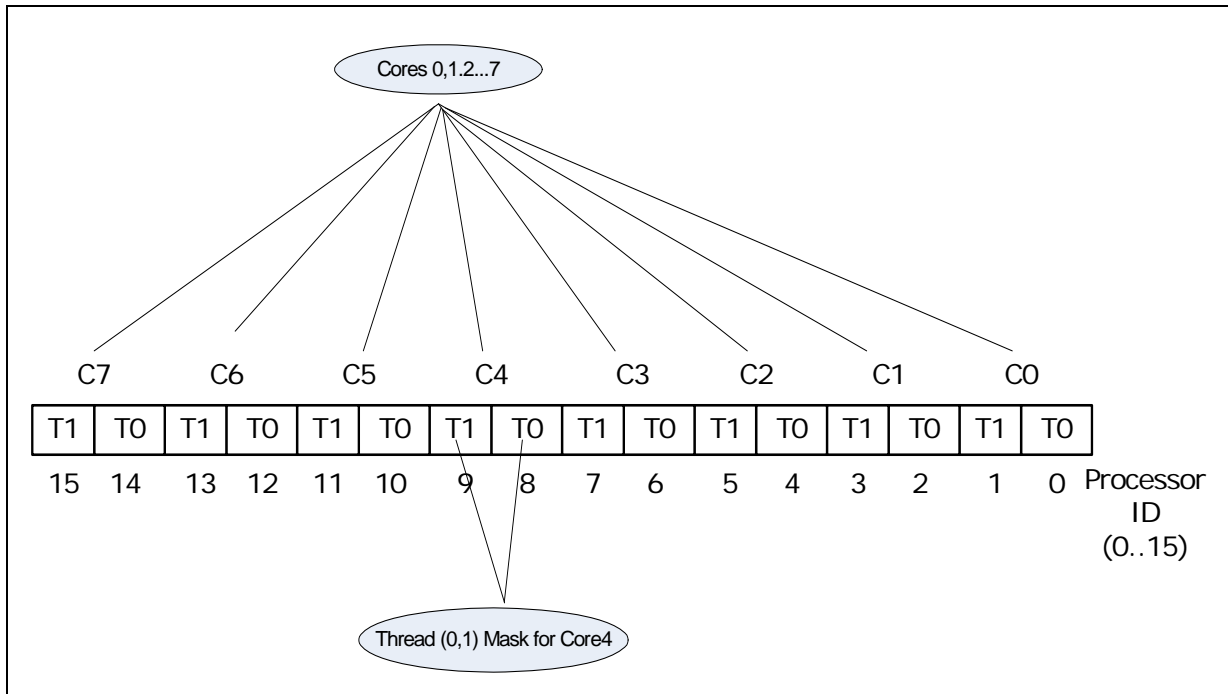 Cores 0,1.2...7
C7 C6 C5 C4 C3 C2 C1 C0
T1 T0 T1 T0 T1 T0 T1 T0 T1 T0 T1 T0 T1 T0 T1 T0
15 14 13 12 11 10 9 8 7 6 5 4 3 2 1 0 Processor
ID
(0..15)
Thread (0,1) Mask for Core4